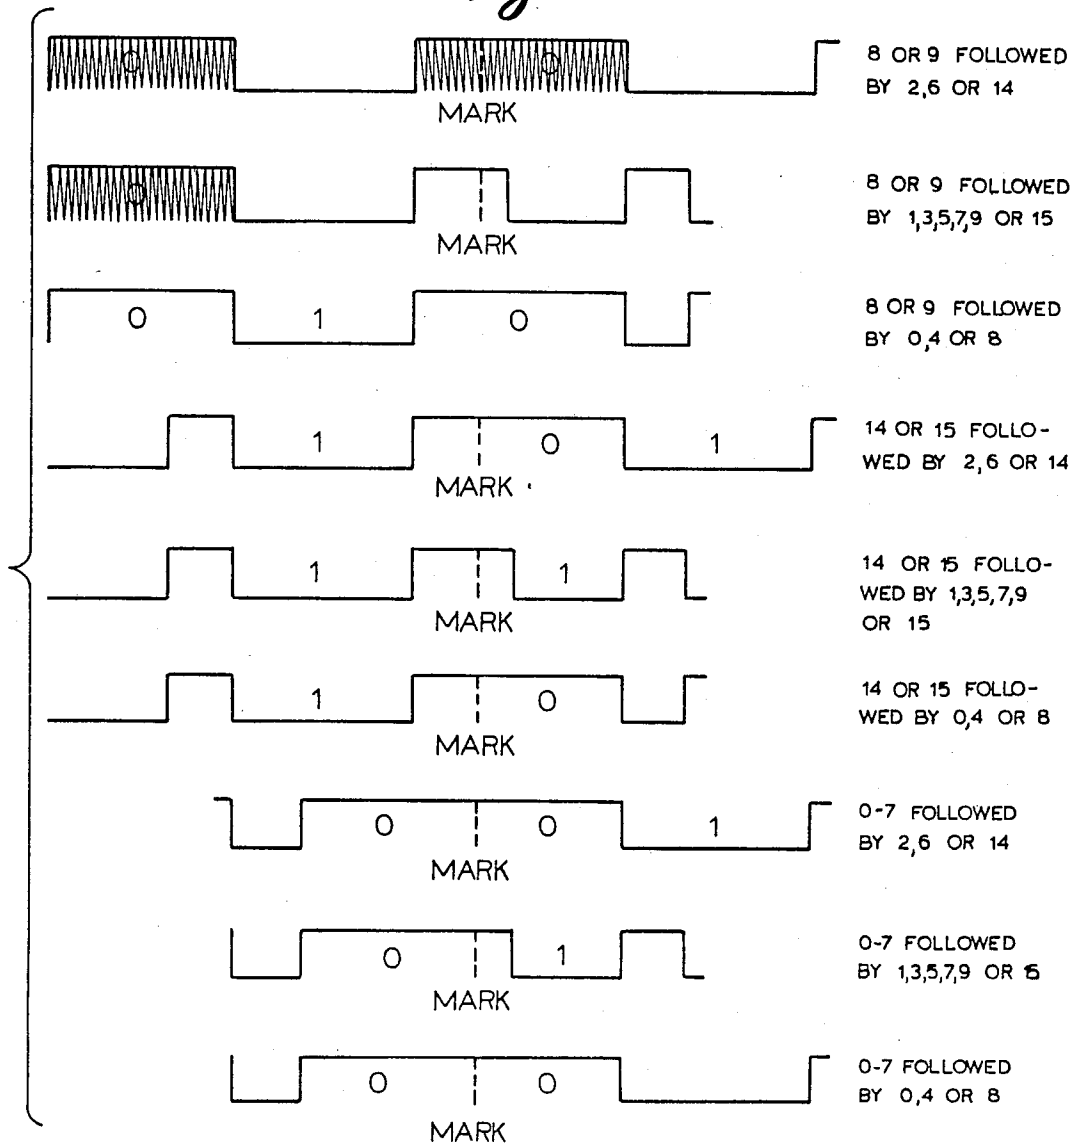 0 0
8 OR 9 FOLLOWED
BY 2,6 OR 14
MARK
0
8 OR 9 FOLLOWED
BY 1,3,5,7,9 OR 15
MARK
0 1 0
8 OR 9 FOLLOWED
BY 0,4 OR 8
1 0 1
14 OR 15 FOLLO-
WED BY 2,6 OR 14
MARK
1 1
14 OR 15 FOLLO-
WED BY 1,3,5,7,9
OR 15
MARK
1 0
14 OR 15 FOLLO-
WED BY 0,4 OR 8
MARK
0 0 1
0-7 FOLLOWED
BY 2,6 OR 14
MARK
0 1
0-7 FOLLOWED
BY 1,3,5,7,9 OR 15
MARK
0 0
0-7 FOLLOWED
BY 0,4 OR 8
MARK